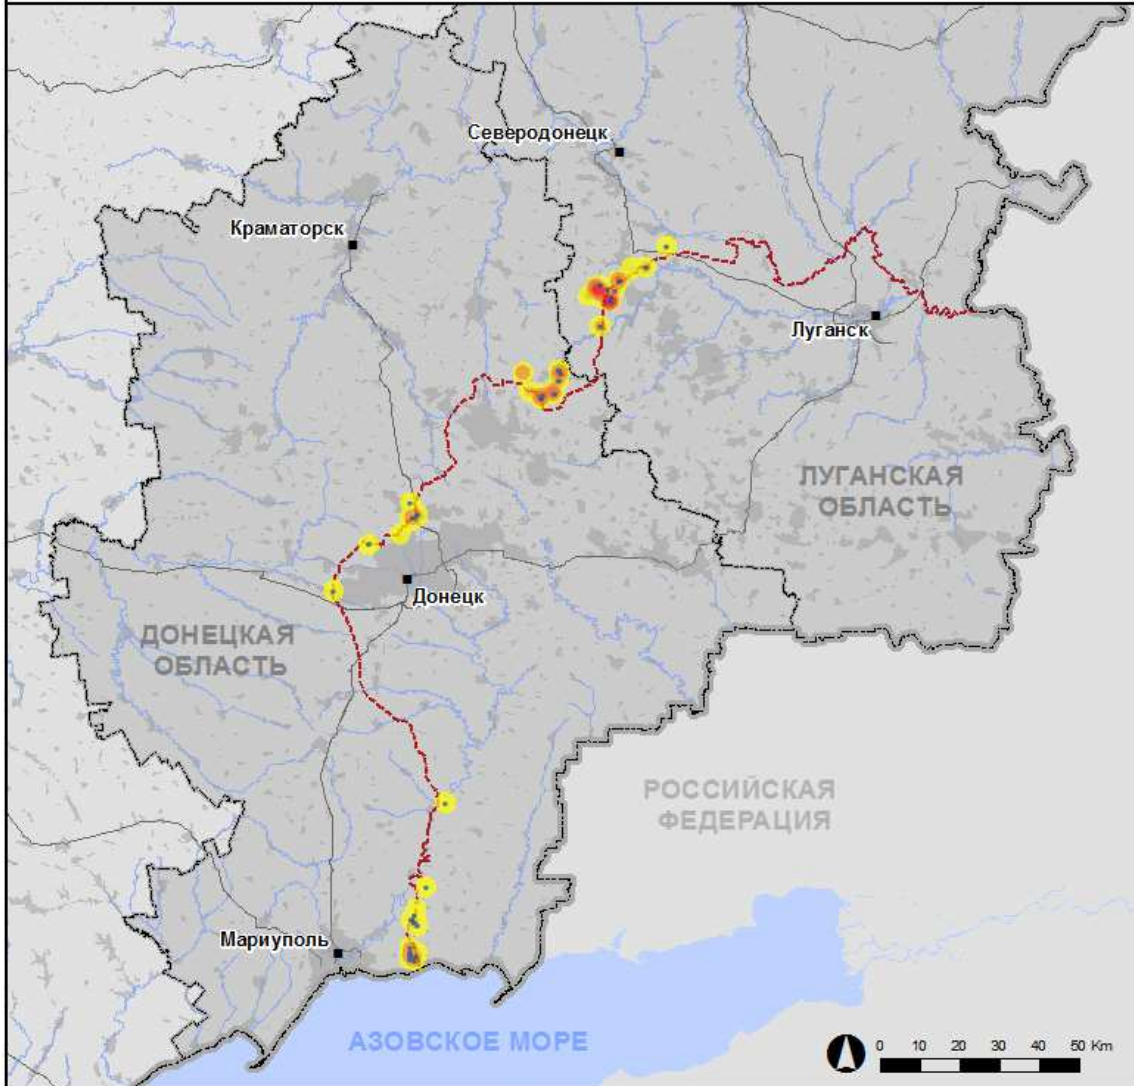 Северодонецк
Краматорск
Луганск
ЛУГАНСКАЯ
ОБЛАСТЬ
Донецк
ДОНЕЦКАЯ
ОБЛАСТЬ
РОССИЙСКАЯ
ФЕДЕРАЦИЯ
Мариуполь
АЗОВСКОЕ МОРЕ
0 10 20 30 40 50 Km